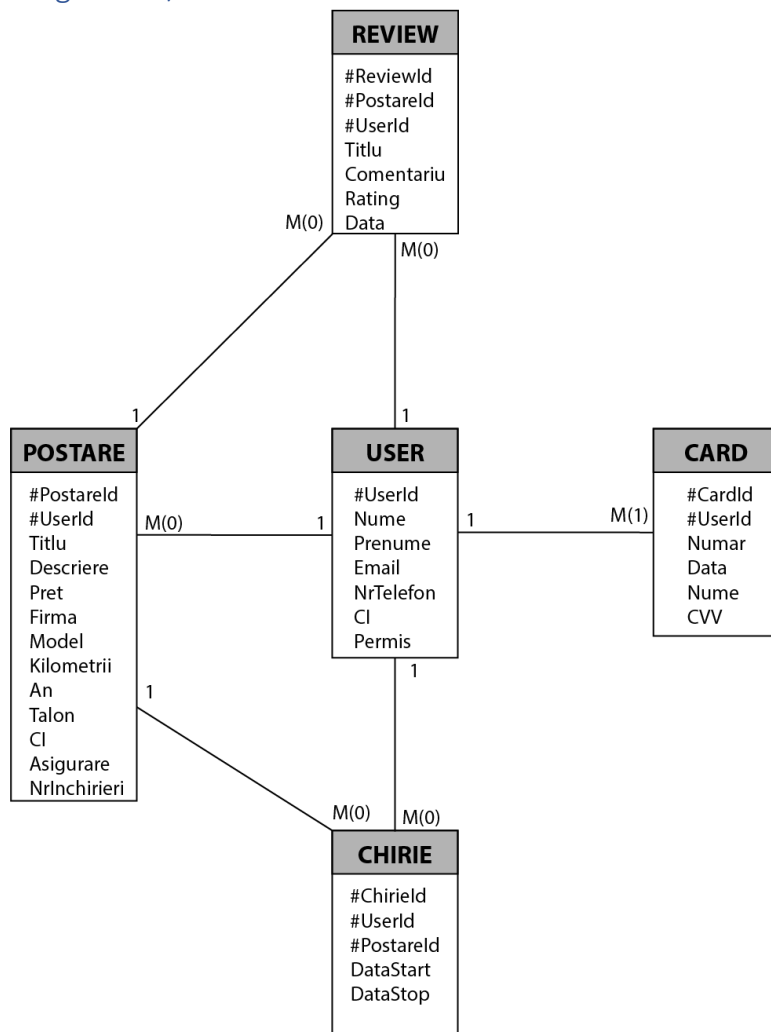 REVIEW
#ReviewId
#PostareId
#UserId
Titlu
Comentariu
Rating
Data
M(0)
M(0)
1
1
POSTARE
#PostareId
#UserId
Titlu
Descriere
Pret
Firma
Model
Kilometrii
An
Talon
CI
Asigurare
NrInchirieri
M(0)
1
USER
#UserId
Nume
Prenume
Email
NrTelefon
CI
Permis
1
M(1)
CARD
#CardId
#UserId
Numar
Data
Nume
CVV
1
1
M(0)
M(0)
CHIRIE
#ChirieId
#UserId
#PostareId
DataStart
DataStop